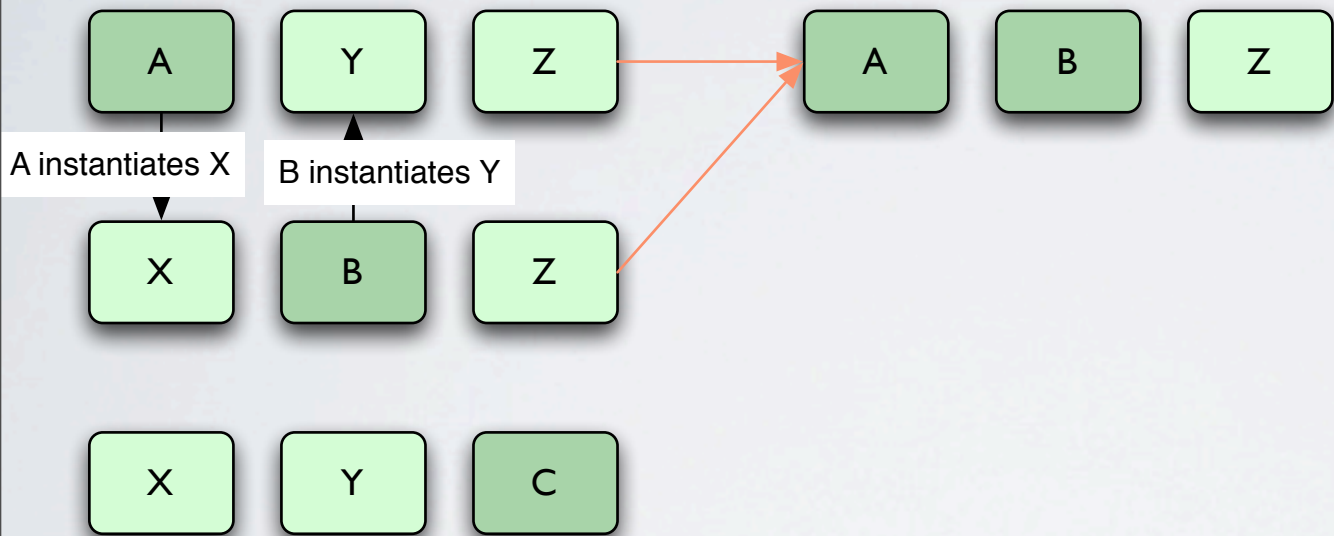 A Y Z A B Z
A instantiates X
B instantiates Y
X B Z
X Y C